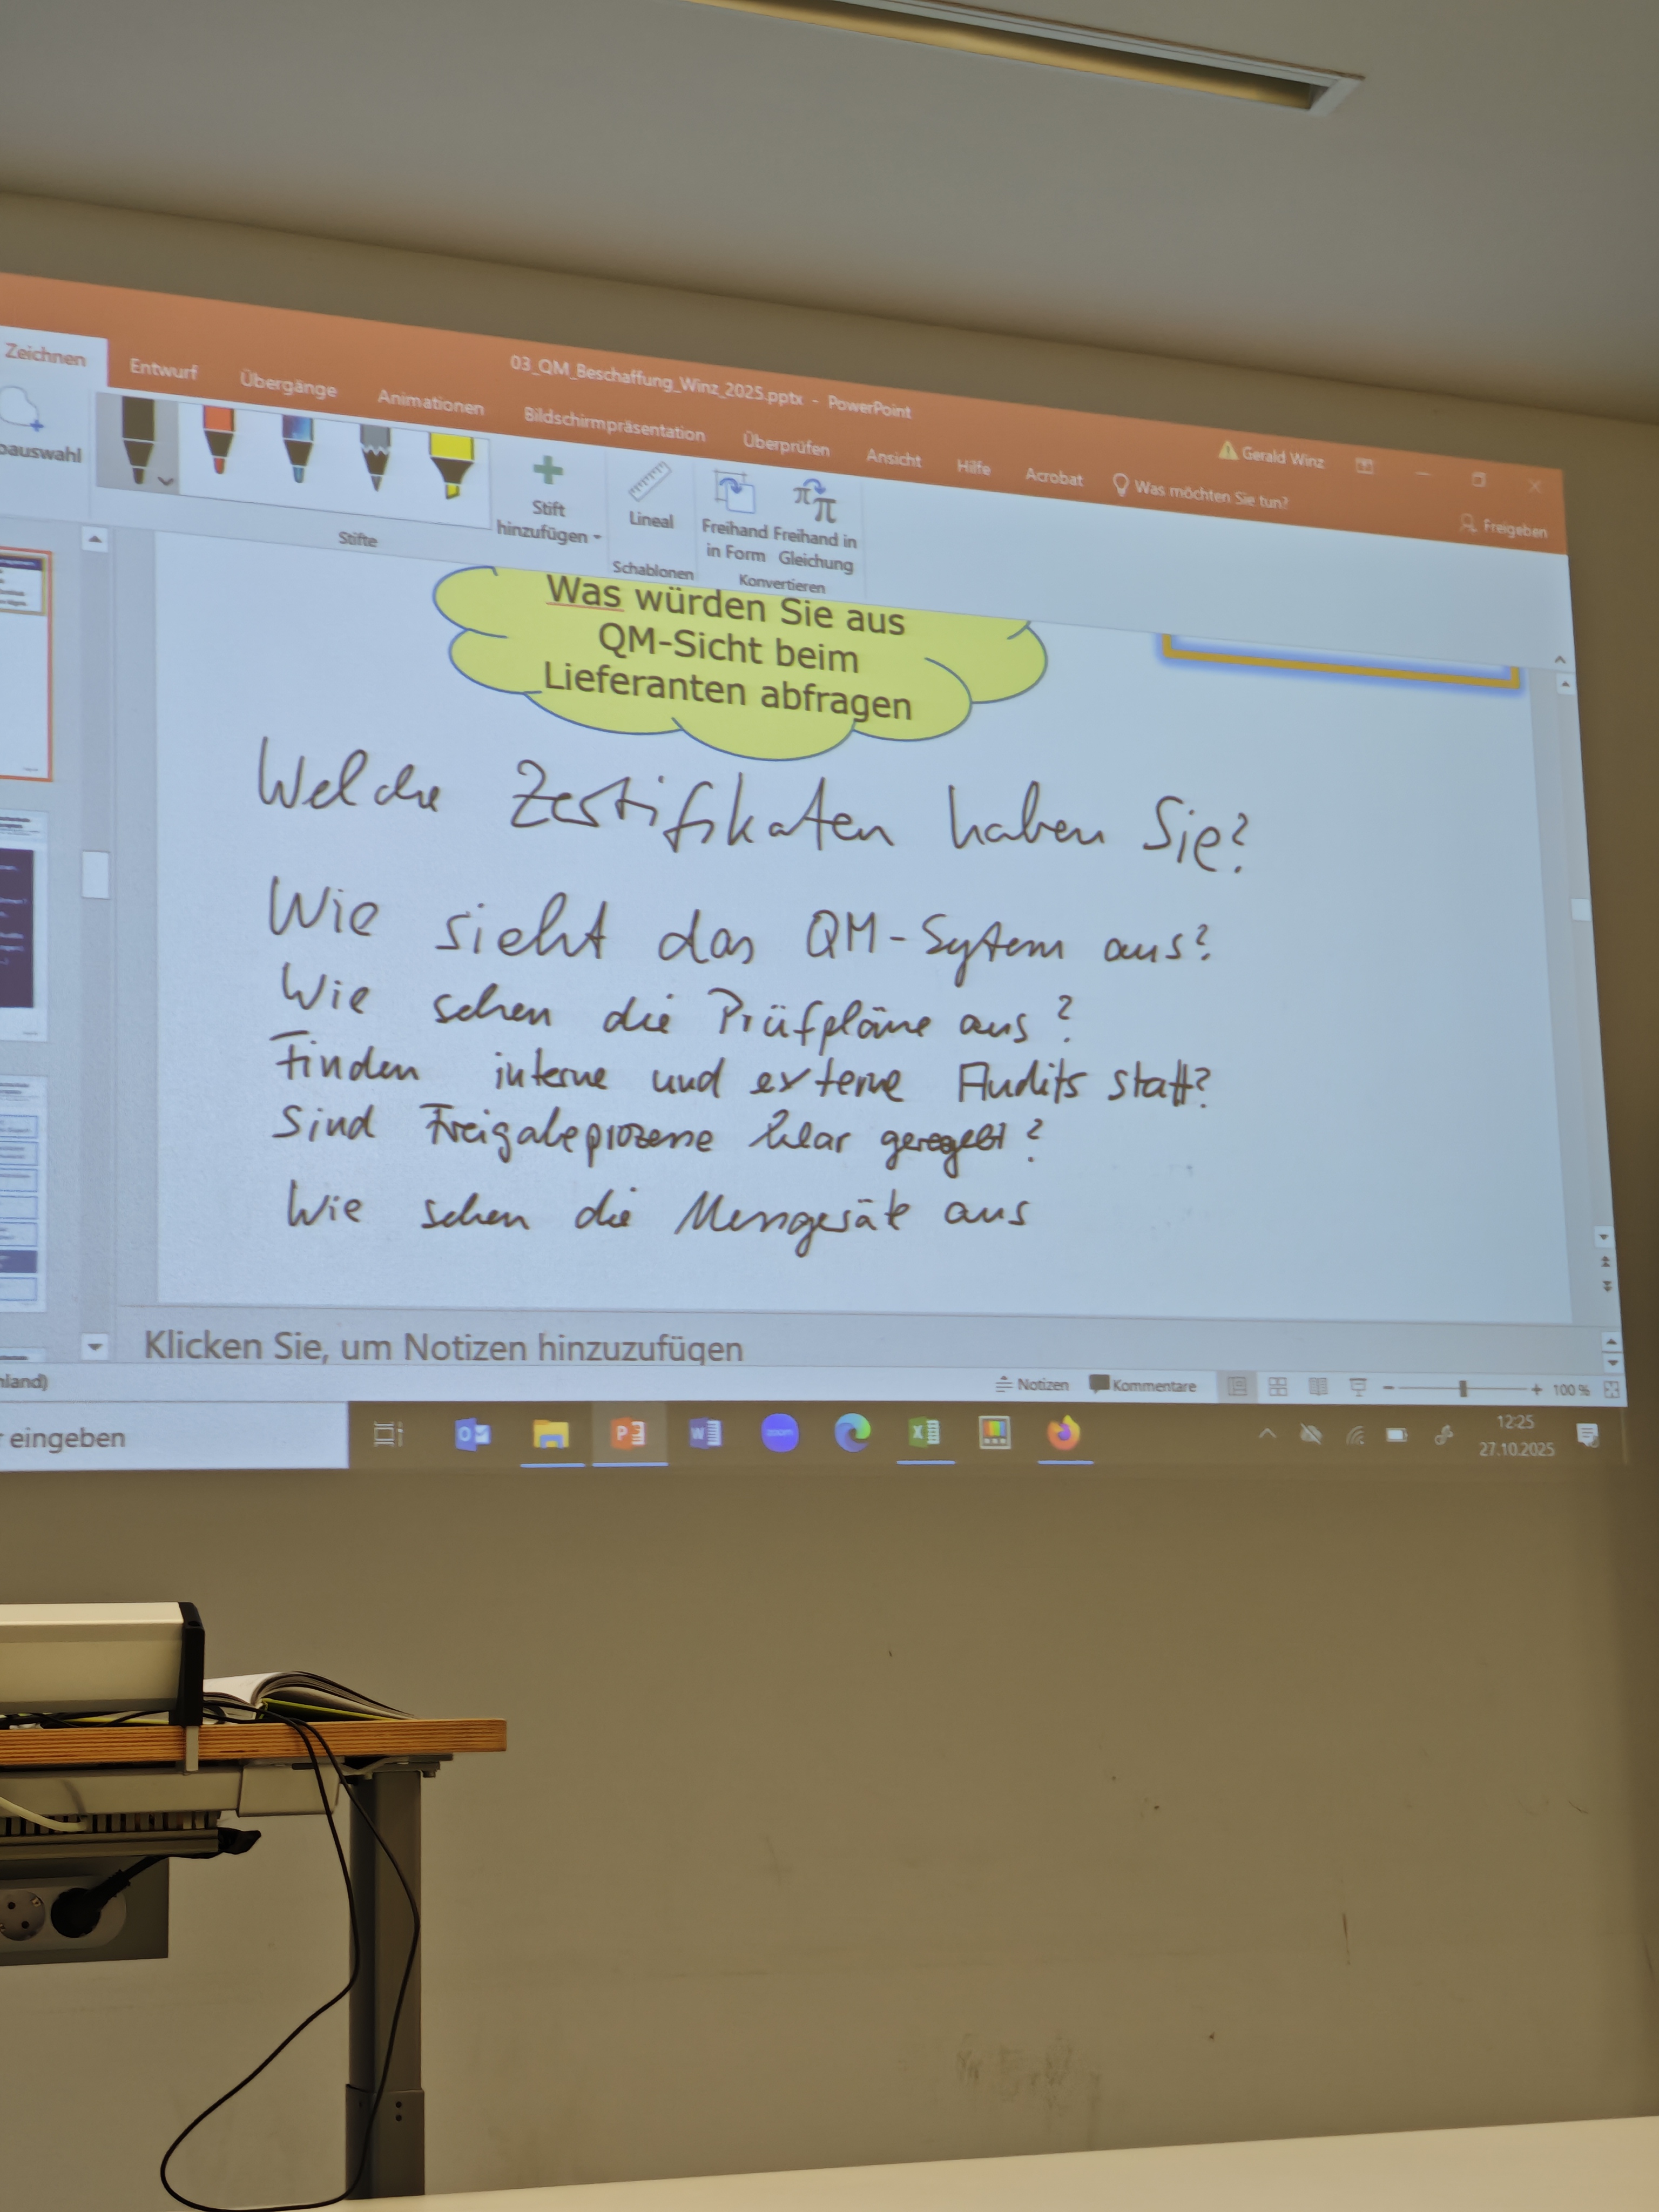 03_QM_Beschaffung_Winz_2025.pptx - PowerPoint
Gerald Winz
Zeichnen
Entwurf
Übergänge
Animationen
Bildschirmpräsentation
Überprüfen
Ansicht
Hilfe
Acrobat
Was möchten Sie tun?
Freigeben
oauswahl
Stift
hinzufügen
Lineal
Freihand
in Form
Freihand in
Gleichung
Stifte
Schablonen
Konvertieren
Was würden Sie aus
QM-Sicht beim
Lieferanten abfragen
Welche Zertifikaten haben Sie?
Wie sieht das QM-Sytem aus?
Wie sehen die Prüfpläne aus?
Finden interne und externe Audits statt?
Sind Freigabeprozesse klar geregelt?
Wie sehen die Messgeräte aus
Klicken Sie, um Notizen hinzuzufügen
nland)
Notizen
Kommentare
100 %
r eingeben
zoom
12:25
27.10.2025